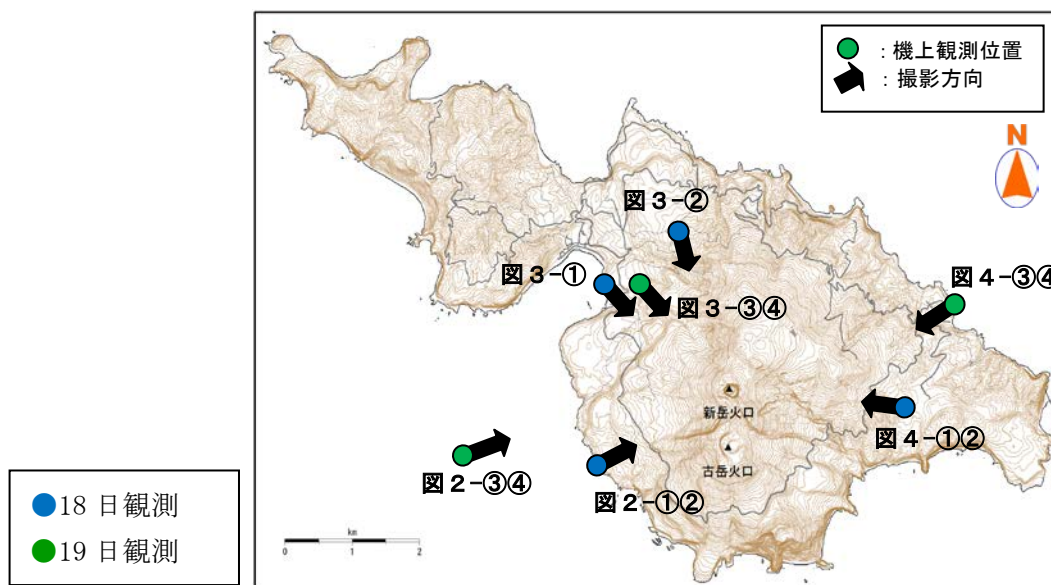 ：機上観測位置
：撮影方向
N
図３-②
図３-①
図３-③④
図４-③④
新岳火口
図４-①②
古岳火口
図２-③④
図２-①②
km
0 1 2
18 日観測
19 日観測